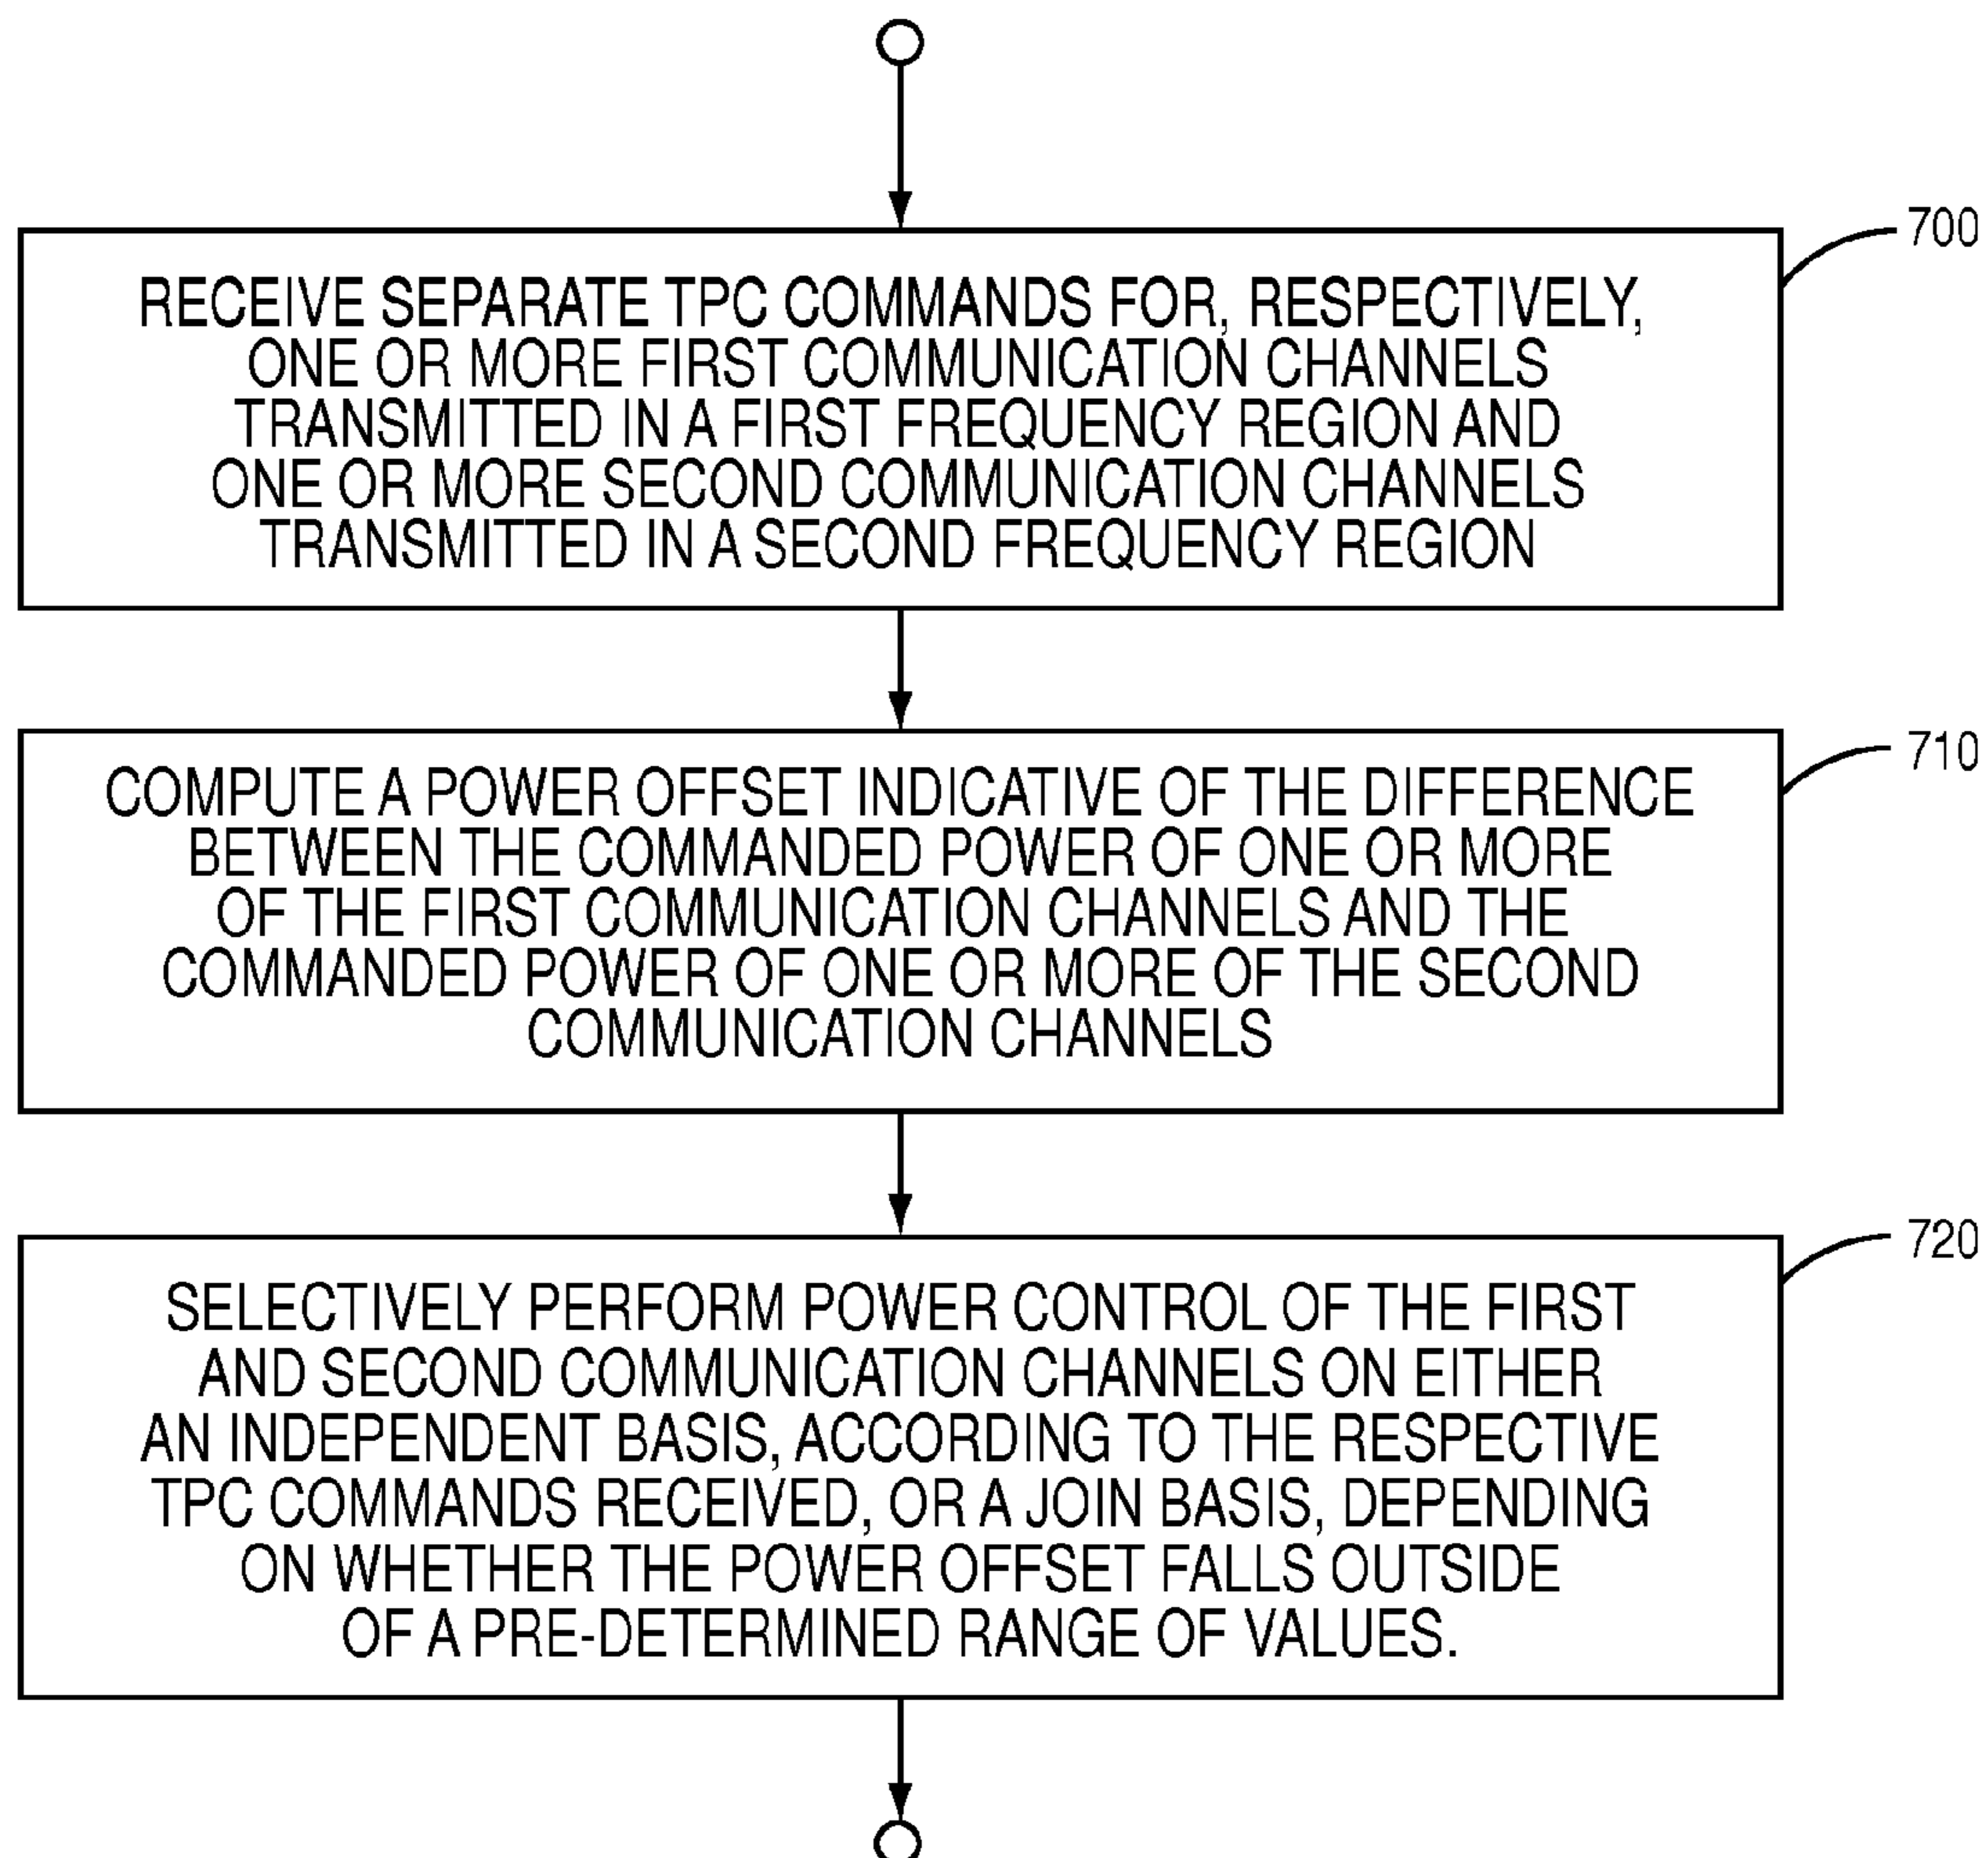 700
RECEIVE SEPARATE TPC COMMANDS FOR, RESPECTIVELY,
ONE OR MORE FIRST COMMUNICATION CHANNELS
TRANSMITTED IN A FIRST FREQUENCY REGION AND
ONE OR MORE SECOND COMMUNICATION CHANNELS
TRANSMITTED IN A SECOND FREQUENCY REGION
710
COMPUTE A POWER OFFSET INDICATIVE OF THE DIFFERENCE
BETWEEN THE COMMANDED POWER OF ONE OR MORE
OF THE FIRST COMMUNICATION CHANNELS AND THE
COMMANDED POWER OF ONE OR MORE OF THE SECOND
COMMUNICATION CHANNELS
720
SELECTIVELY PERFORM POWER CONTROL OF THE FIRST
AND SECOND COMMUNICATION CHANNELS ON EITHER
AN INDEPENDENT BASIS, ACCORDING TO THE RESPECTIVE
TPC COMMANDS RECEIVED, OR A JOIN BASIS, DEPENDING
ON WHETHER THE POWER OFFSET FALLS OUTSIDE
OF A PRE-DETERMINED RANGE OF VALUES.